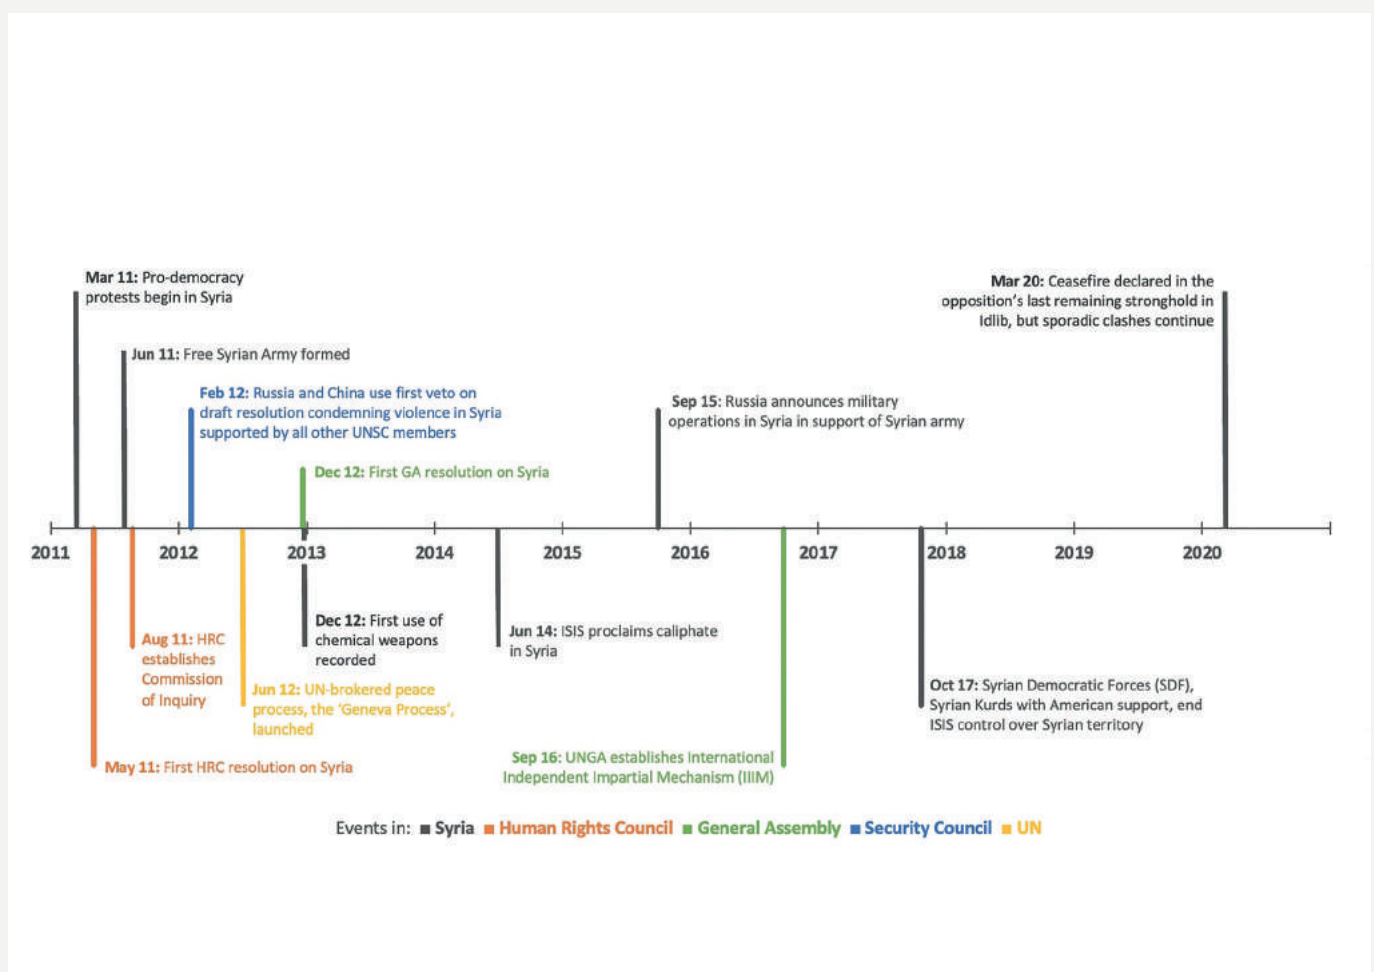 Mar 11: Pro-democracy
protests begin in Syria
Mar 20: Ceasefire declared in the
opposition's last remaining stronghold in
Idlib, but sporadic clashes continue
Jun 11: Free Syrian Army formed
Feb 12: Russia and China use first veto on
draft resolution condemning violence in Syria
supported by all other UNSC members
Sep 15: Russia announces military
operations in Syria in support of Syrian army
Dec 12: First GA resolution on Syria
2011 2012 2013 2014 2015 2016 2017 2018 2019 2020
Aug 11: HRC
establishes
Commission
of Inquiry
Dec 12: First use of
chemical weapons
recorded
Jun 14: ISIS proclaims caliphate
in Syria
Jun 12: UN-brokered peace
process, the 'Geneva Process',
launched
Oct 17: Syrian Democratic Forces (SDF),
Syrian Kurds with American support, end
ISIS control over Syrian territory
May 11: First HRC resolution on Syria
Sep 16: UNGA establishes International
Independent Impartial Mechanism (IIIM)
Events in: Syria Human Rights Council General Assembly Security Council UN